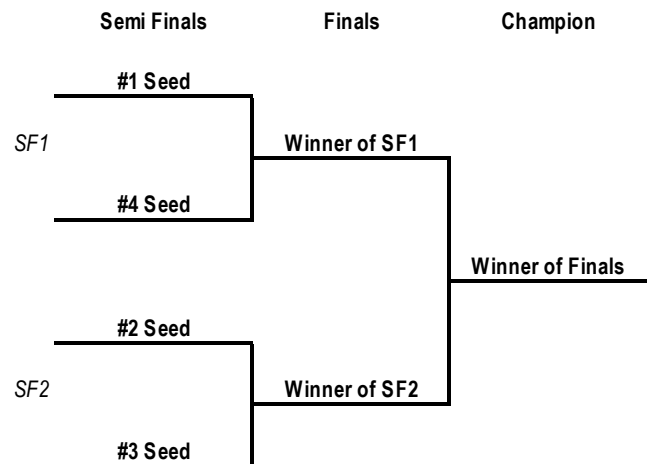 Semi Finals Finals Champion
#1 Seed
SF1 Winner of SF1
#4 Seed
Winner of Finals
#2 Seed
SF2 Winner of SF2
#3 Seed